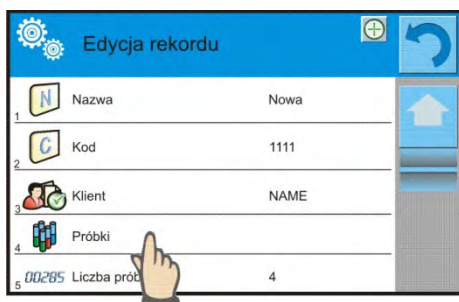 Edycja rekordu
N
1 Nazwa Nowa
C
2 Kod 1111
3 Klient NAME
4 Próbki
5 00285 Liczba prób 4